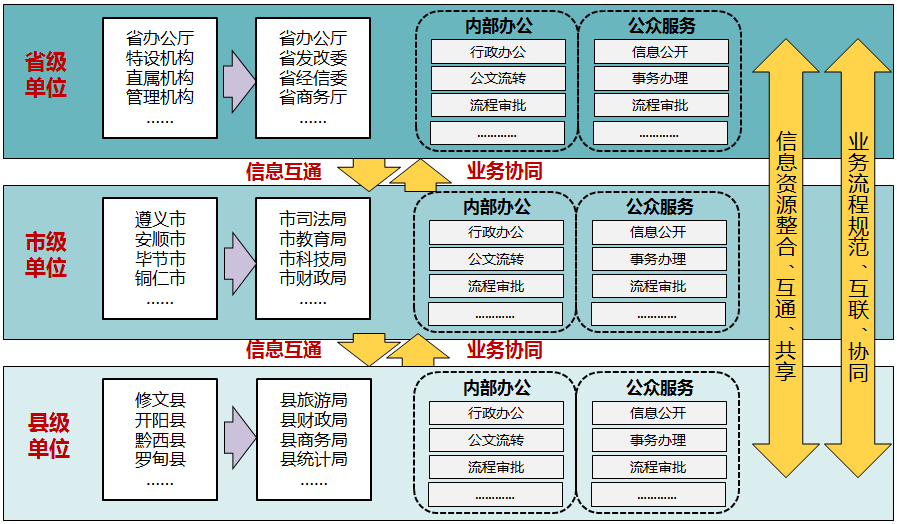 省级
单位
省办公厅
特设机构
直属机构
管理机构
......
省办公厅
省发改委
省经信委
省商务厅
......
内部办公
行政办公
公文流转
流程审批
............
公众服务
信息公开
事务办理
流程审批
............
信息互通
业务协同
市级
单位
遵义市
安顺市
毕节市
铜仁市
......
市司法局
市教育局
市科技局
市财政局
......
内部办公
行政办公
公文流转
流程审批
............
公众服务
信息公开
事务办理
流程审批
............
信息互通
业务协同
县级
单位
修文县
开阳县
黔西县
罗甸县
......
县旅游局
县财政局
县商务局
县统计局
......
内部办公
行政办公
公文流转
流程审批
............
公众服务
信息公开
事务办理
流程审批
............
信息资源整合、互通、共享
业务流程规范、互联、协同